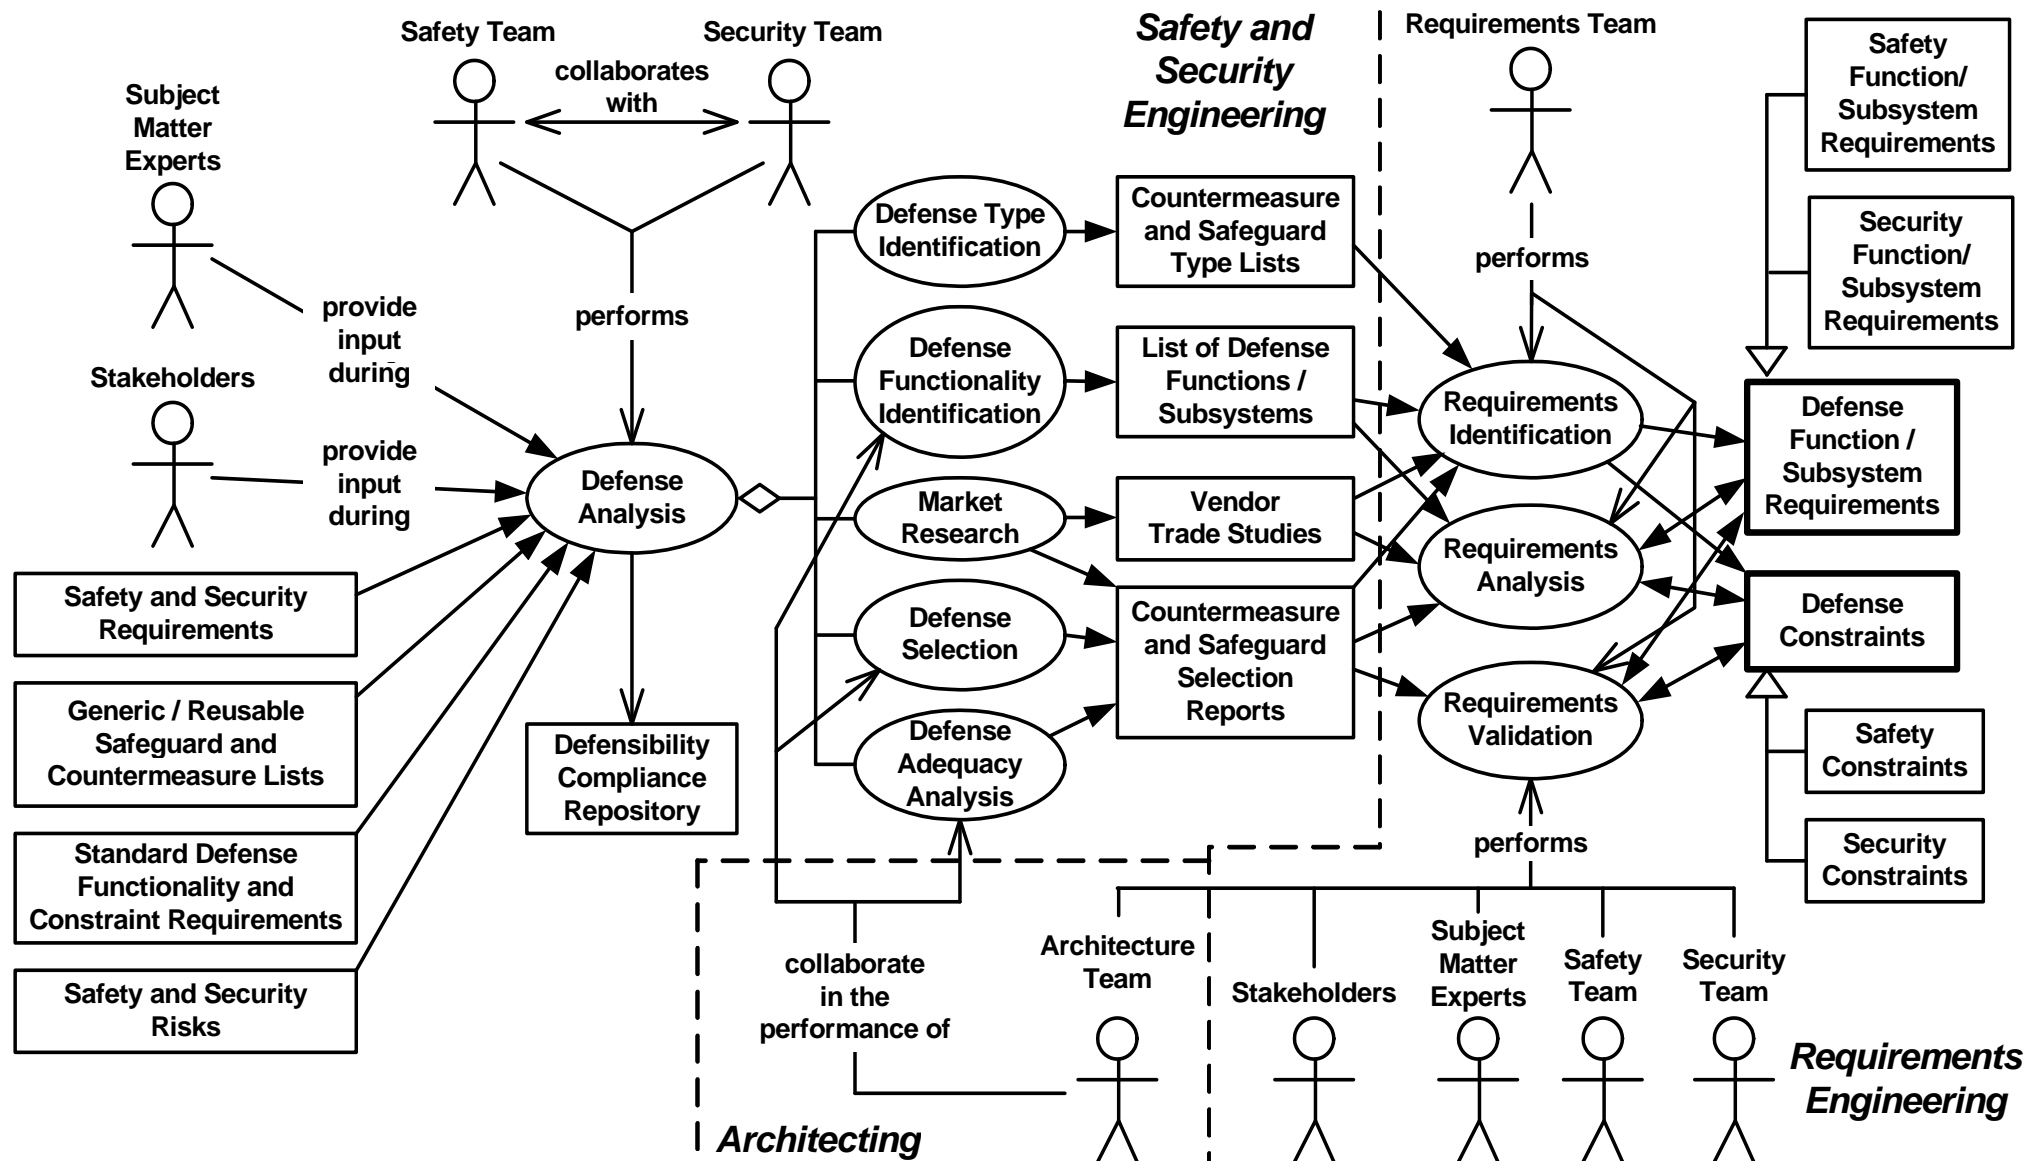 Safety Team
Security Team
collaborates
with
Safety and
Security
Engineering
Requirements Team
Safety
Function/
Subsystem
Requirements
Subject
Matter
Experts
Security
Function/
Subsystem
Requirements
Defense Type
Identification
Countermeasure
and Safeguard
Type Lists
performs
provide
input
during
performs
Stakeholders
Defense
Functionality
Identification
List of Defense
Functions /
Subsystems
Requirements
Identification
Defense
Function /
Subsystem
Requirements
provide
input
during
Defense
Analysis
Market
Research
Vendor
Trade Studies
Requirements
Analysis
Safety and Security
Requirements
Defense
Selection
Countermeasure
and Safeguard
Selection
Reports
Defense
Constraints
Generic / Reusable
Safeguard and
Countermeasure Lists
Defensibility
Compliance
Repository
Defense
Adequacy
Analysis
Requirements
Validation
Safety
Constraints
Standard Defense
Functionality and
Constraint Requirements
performs
Security
Constraints
Safety and Security
Risks
collaborate
in the
performance of
Architecture
Team
Stakeholders
Subject
Matter
Experts
Safety
Team
Security
Team
Requirements
Engineering
Architecting